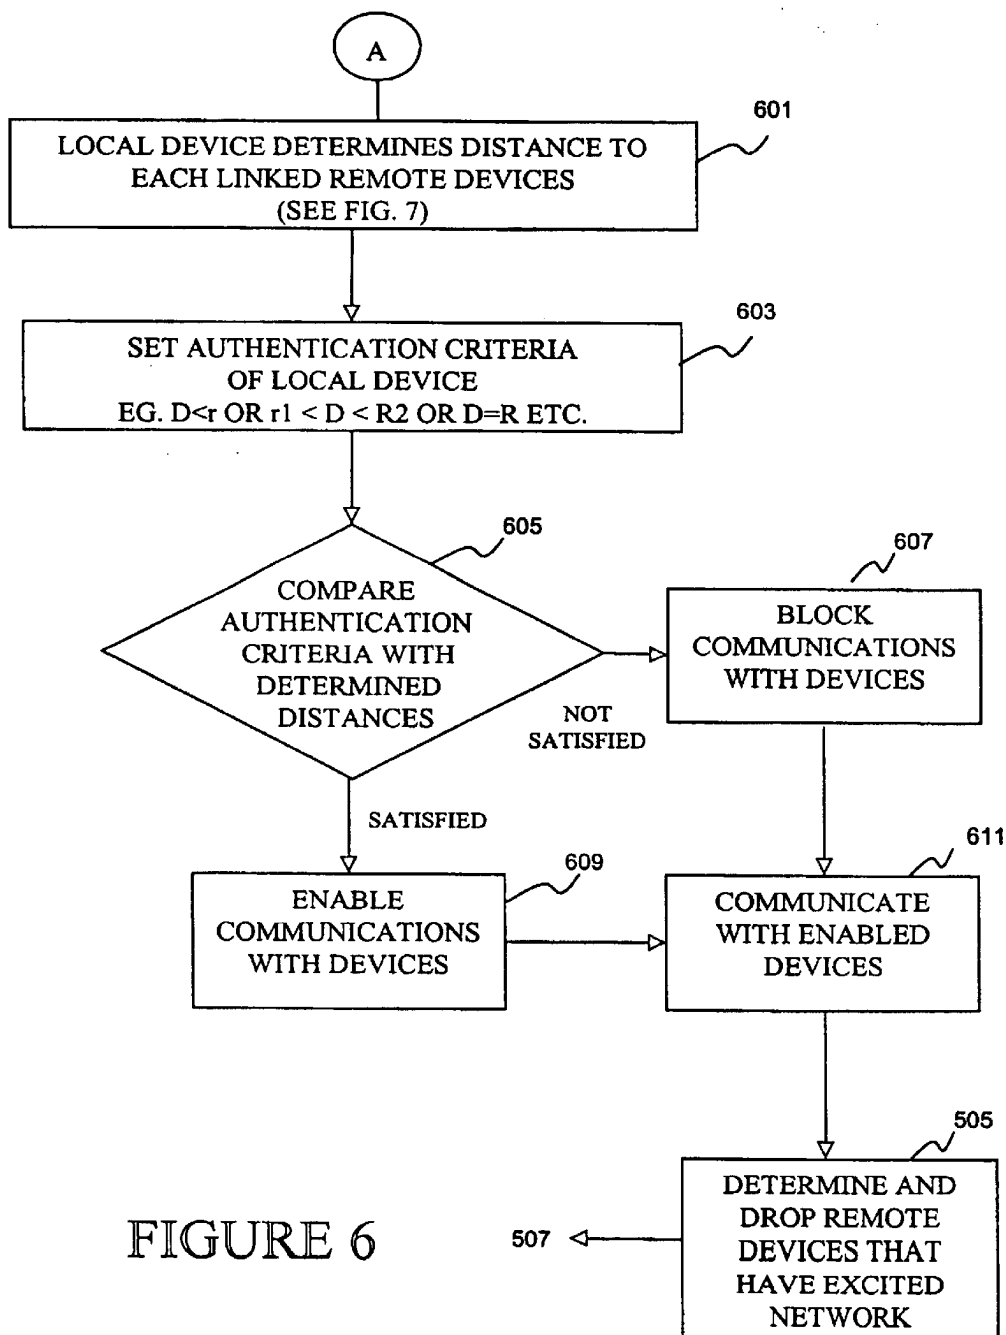 A
601
LOCAL DEVICE DETERMINES DISTANCE TO
EACH LINKED REMOTE DEVICES
(SEE FIG. 7)
603
SET AUTHENTICATION CRITERIA
OF LOCAL DEVICE
EG. D<r OR r1 < D < R2 OR D=R ETC.
605
COMPARE
AUTHENTICATION
CRITERIA WITH
DETERMINED
DISTANCES
607
BLOCK
COMMUNICATIONS
WITH DEVICES
NOT
SATISFIED
SATISFIED
609
ENABLE
COMMUNICATIONS
WITH DEVICES
611
COMMUNICATE
WITH ENABLED
DEVICES
505
DETERMINE AND
DROP REMOTE
DEVICES THAT
HAVE EXCITED
NETWORK
507
FIGURE 6